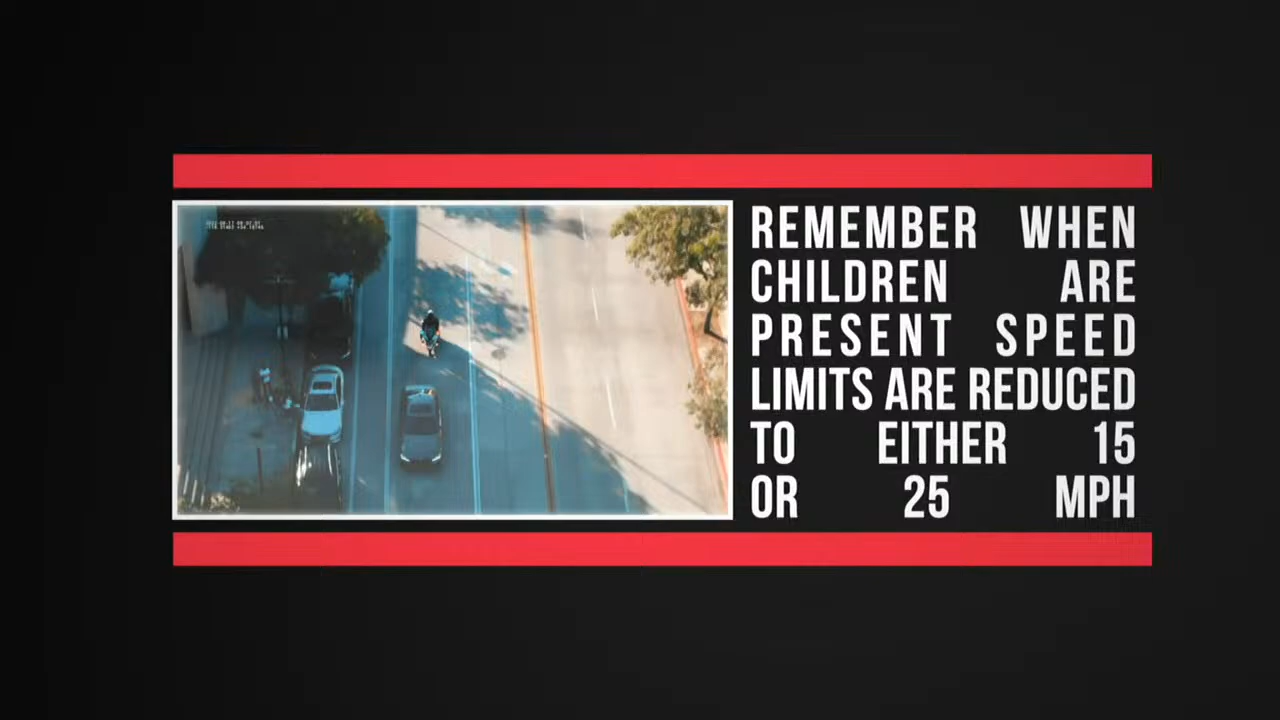 REMEMBER WHEN
CHILDREN ARE
PRESENT SPEED
LIMITS ARE REDUCED
TO EITHER 15
OR 25 MPH